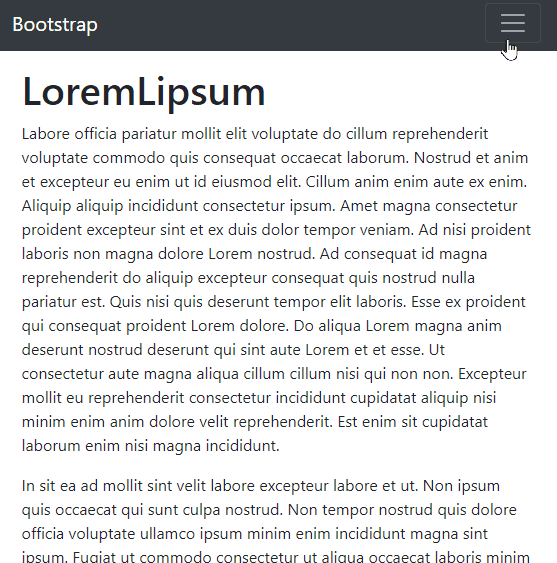 Bootstrap
LoremLipsum
Labore officia pariatur mollit elit voluptate do cillum reprehenderit
voluptate commodo quis consequat occaecat laborum. Nostrud et anim
et excepteur eu enim ut id eiusmod elit. Cillum anim enim aute ex enim.
Aliquip aliquip incididunt consectetur ipsum. Amet magna consectetur
proident excepteur sint et ex duis dolor tempor veniam. Ad nisi proident
laboris non magna dolore Lorem nostrud. Ad consequat id magna
reprehenderit do aliquip excepteur consequat quis nostrud nulla
pariatur est. Quis nisi quis deserunt tempor elit laboris. Esse ex proident
qui consequat proident Lorem dolore. Do aliqua Lorem magna anim
deserunt nostrud deserunt qui sint aute Lorem et et esse. Ut
consectetur aute magna aliqua cillum cillum nisi qui non non. Excepteur
mollit eu reprehenderit consectetur incididunt cupidatat aliquip nisi
minim enim anim dolore velit reprehenderit. Est enim sit cupidatat
laborum enim nisi magna incididunt.
In sit ea ad mollit sint velit labore excepteur labore et ut. Non ipsum
quis occaecat qui sunt culpa nostrud. Non tempor nostrud quis dolore
officia voluptate ullamco ipsum minim enim incididunt magna sint
ipsum. Fugiat ut commodo consectetur ut aliqua occaecat laboris minim